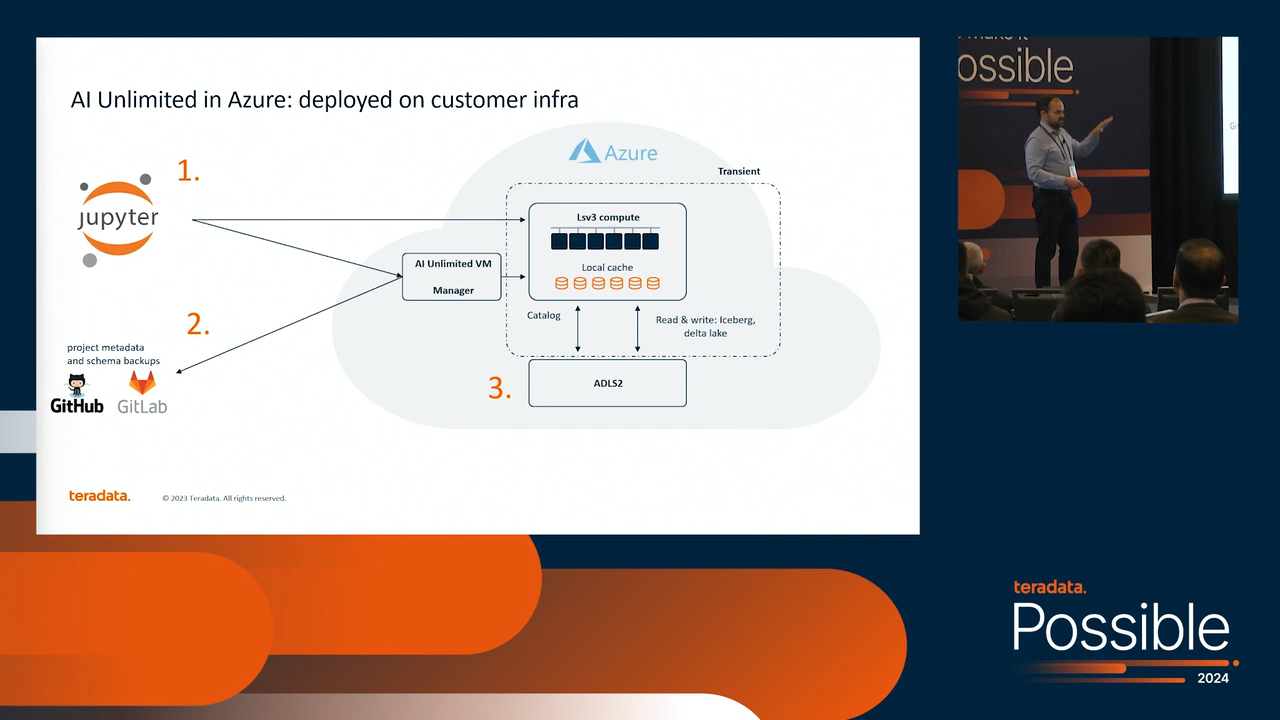 AI Unlimited in Azure: deployed on customer infra
1.
jupyter
Azure
Transient
Lsv3 compute
Local cache
AI Unlimited VM
Manager
Catalog
Read & write: Iceberg,
delta lake
2.
project metadata
and schema backups
GitHub
GitLab
3.
ADLS2
teradata.
© 2023 Teradata. All rights reserved.
ossible
teradata.
Possible
2024